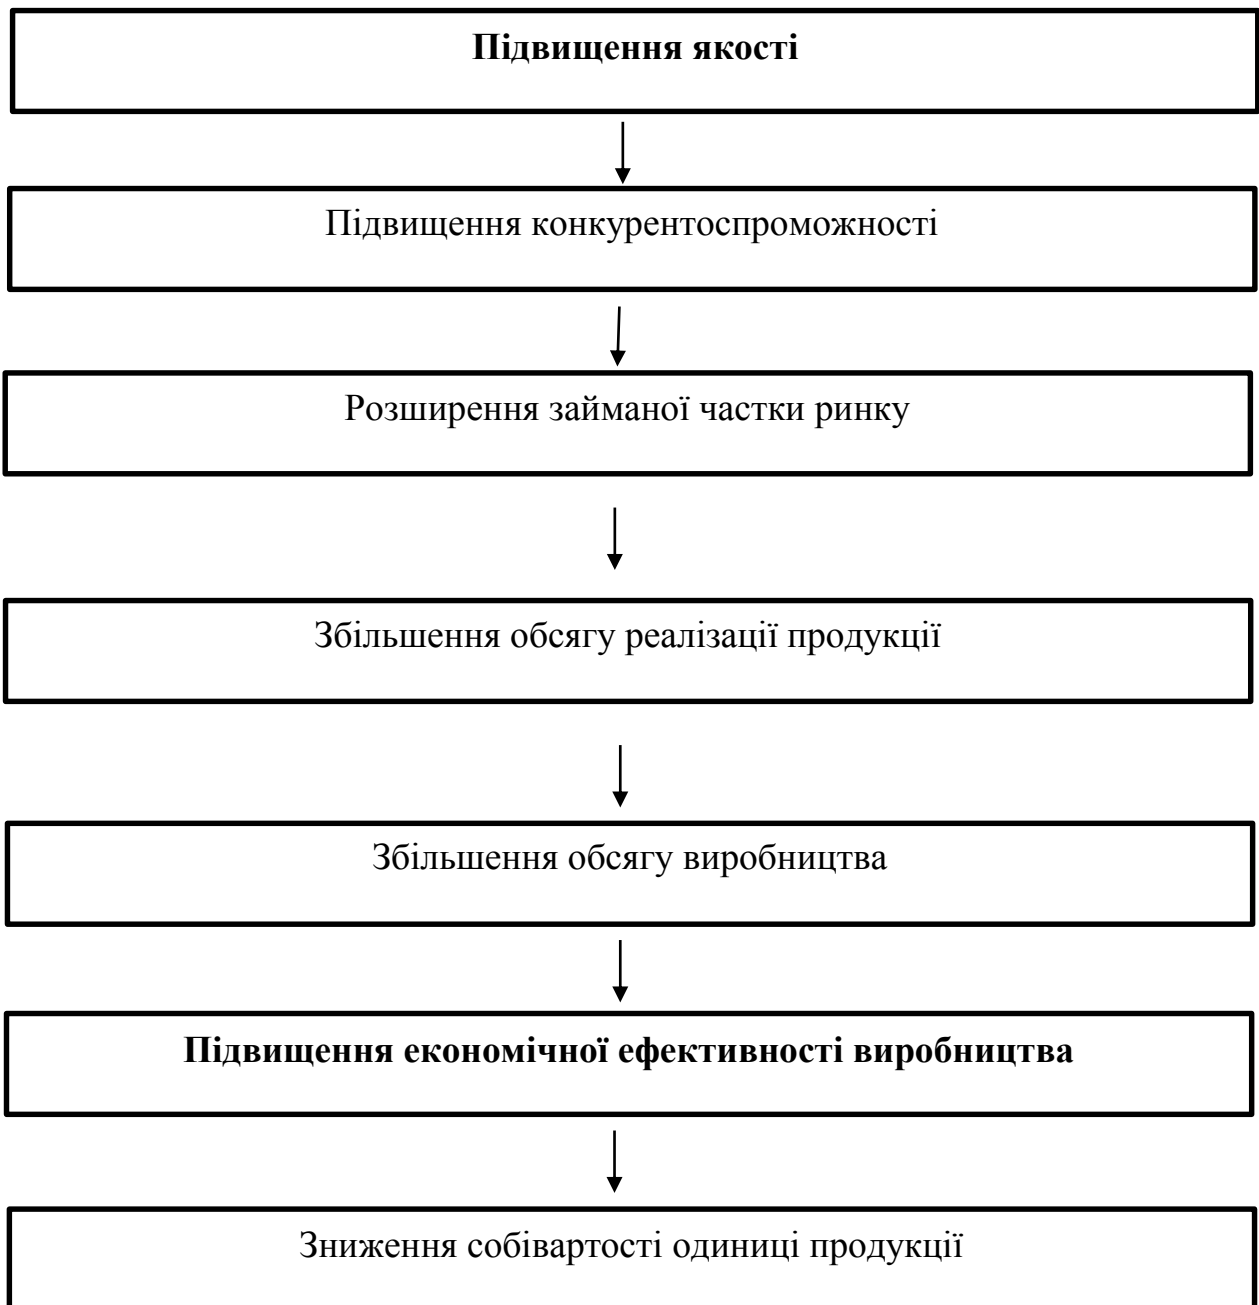 Підвищення якості
Підвищення конкурентоспроможності
Розширення займаної частки ринку
Збільшення обсягу реалізації продукції
Збільшення обсягу виробництва
Підвищення економічної ефективності виробництва
Зниження собівартості одиниці продукції